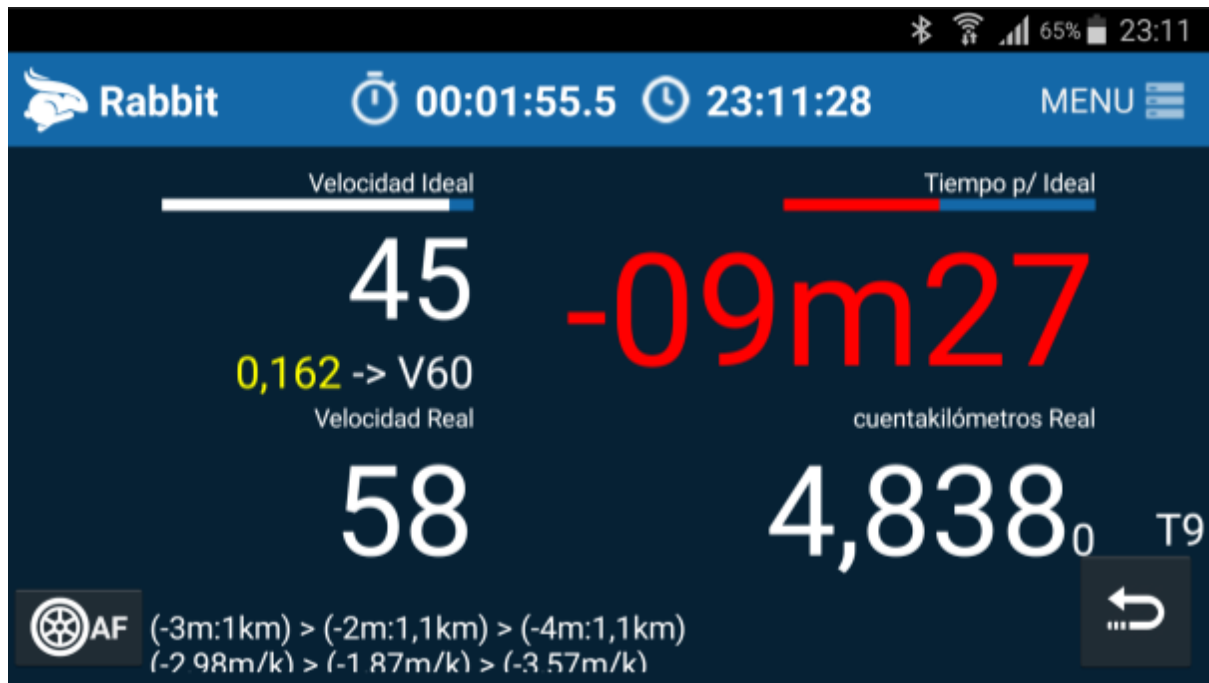 65% 23:11
Rabbit 00:01:55.5 23:11:28 MENU
Velocidad Ideal
45
0,162 -> V60
Tiempo p/ Ideal
-09m27
Velocidad Real
58
cuentakilómetros Real
4,8380 T9
AF
(-3m:1km) > (-2m:1,1km) > (-4m:1,1km)
(-2.98m/k) > (-1.87m/k) > (-3.57m/k)